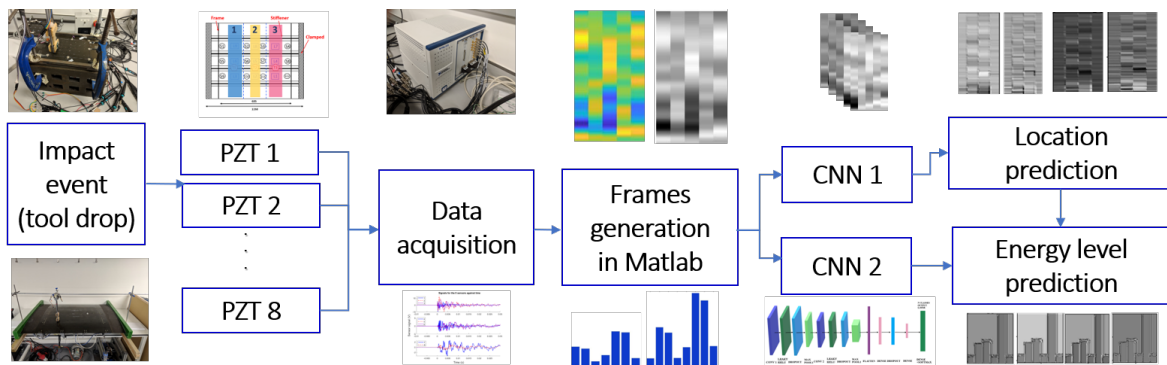 Frame
Stiffener
Clamped
1
2
3
Impact
event
(tool drop)
PZT 1
PZT 2
PZT 8
Data
acquisition
Frames
generation
in Matlab
CNN 1
CNN 2
Location
prediction
Energy level
prediction